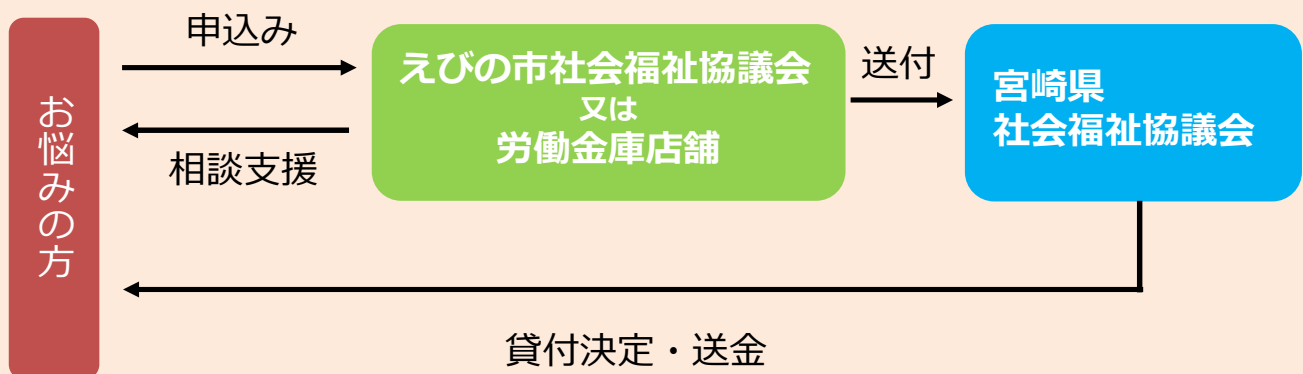 申込み
えびの市社会福祉協議会
又は
労働金庫店舗
送付
宮崎県
社会福祉協議会
お悩みの方
相談支援
貸付決定・送金